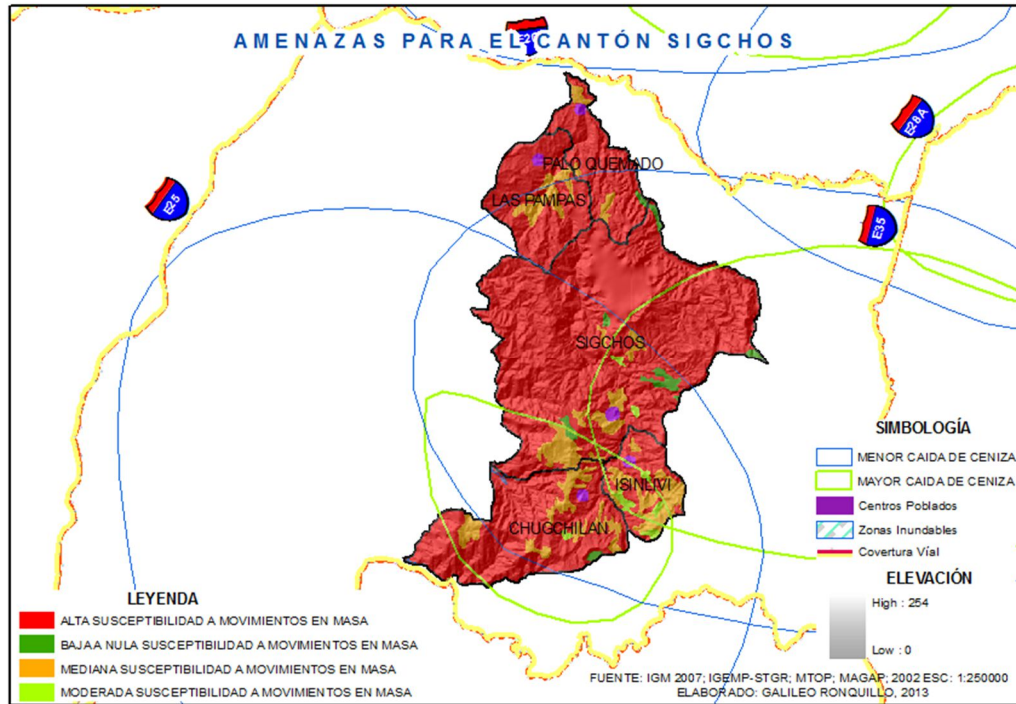 AMENAZAS PARA EL CANTÓN SIGCHOS
E28A
E25
E35
PALO QUEMADO
LAS PAMPAS
SIGCHOS
ISINLIVI
CHUGCHILAN
SIMBOLOGÍA
MENOR CAIDA DE CENIZA
MAYOR CAIDA DE CENIZA
Centros Poblados
Zonas Inundables
Covertura Víal
ELEVACIÓN
High : 254
Low : 0
LEYENDA
ALTA SUSCEPTIBILIDAD A MOVIMIENTOS EN MASA
BAJA A NULA SUSCEPTIBILIDAD A MOVIMIENTOS EN MASA
MEDIANA SUSCEPTIBILIDAD A MOVIMIENTOS EN MASA
MODERADA SUSCEPTIBILIDAD A MOVIMIENTOS EN MASA
FUENTE: IGM 2007; IGEMP-STGR; MTOP; MAGAP; 2002 ESC: 1:250000
ELABORADO: GALILEO RONQUILLO, 2013